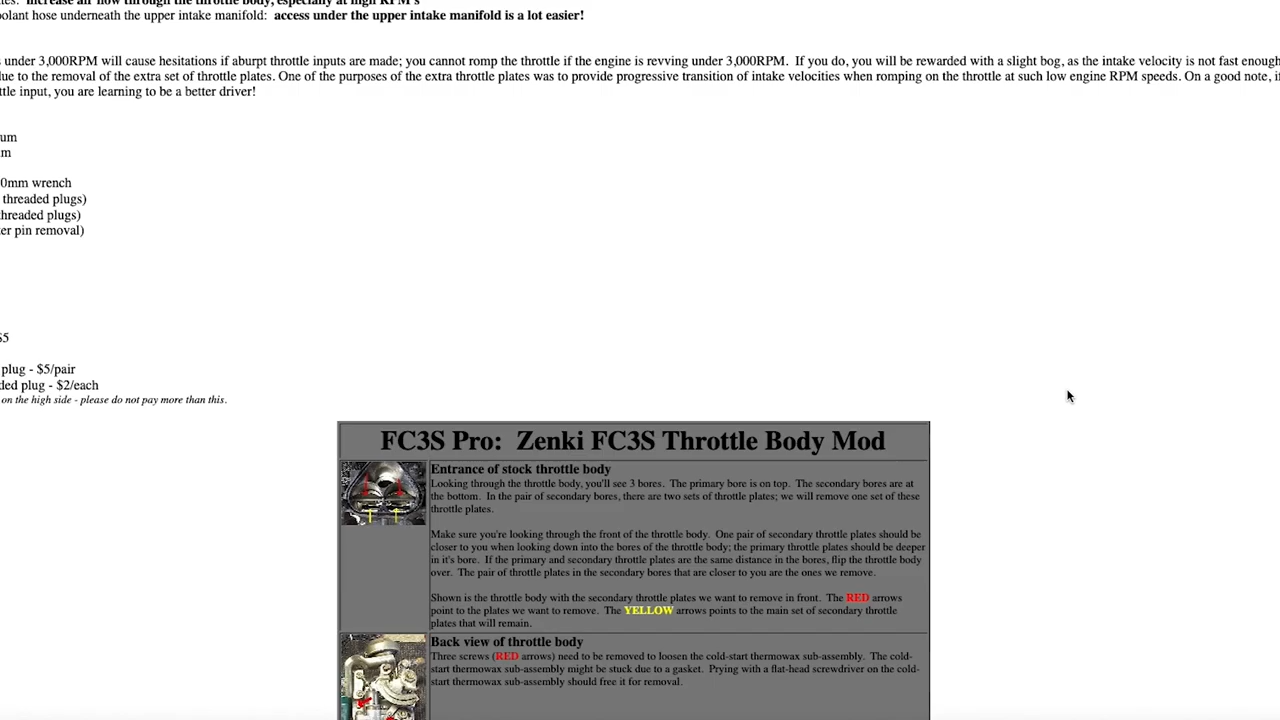 increase air flow through the throttle body, especially at high RPM's
oolant hose underneath the upper intake manifold: access under the upper intake manifold is a lot easier!
under 3,000RPM will cause hesitations if aburpt throttle inputs are made; you cannot romp the throttle if the engine is revving under 3,000RPM. If you do, you will be rewarded with a slight bog, as the intake velocity is not fast enough
ue to the removal of the extra set of throttle plates. One of the purposes of the extra throttle plates was to provide progressive transition of intake velocities when romping on the throttle at such low engine RPM speeds. On a good note, i
ttle input, you are learning to be a better driver!
um
m
0mm wrench
threaded plugs)
hreaded plugs)
er pin removal)
$5
plug - $5/pair
ded plug - $2/each
on the high side - please do not pay more than this.
FC3S Pro: Zenki FC3S Throttle Body Mod
Entrance of stock throttle body
Looking through the throttle body, you'll see 3 bores. The primary bore is on top. The secondary bores are at
the bottom. In the pair of secondary bores, there are two sets of throttle plates; we will remove one set of these
throttle plates.
Make sure you're looking through the front of the throttle body. One pair of secondary throttle plates should be
closer to you when looking down into the bores of the throttle body; the primary throttle plates should be deeper
in it's bore. If the primary and secondary throttle plates are the same distance in the bores, flip the throttle body
over. The pair of throttle plates in the secondary bores that are closer to you are the ones we remove.
Shown is the throttle body with the secondary throttle plates we want to remove in front. The RED arrows
point to the plates we want to remove. The YELLOW arrows points to the main set of secondary throttle
plates that will remain.
Back view of throttle body
Three screws (RED arrows) need to be removed to loosen the cold-start thermowax sub-assembly. The cold-
start thermowax sub-assembly might be stuck due to a gasket. Prying with a flat-head screwdriver on the cold-
start thermowax sub-assembly should free it for removal.